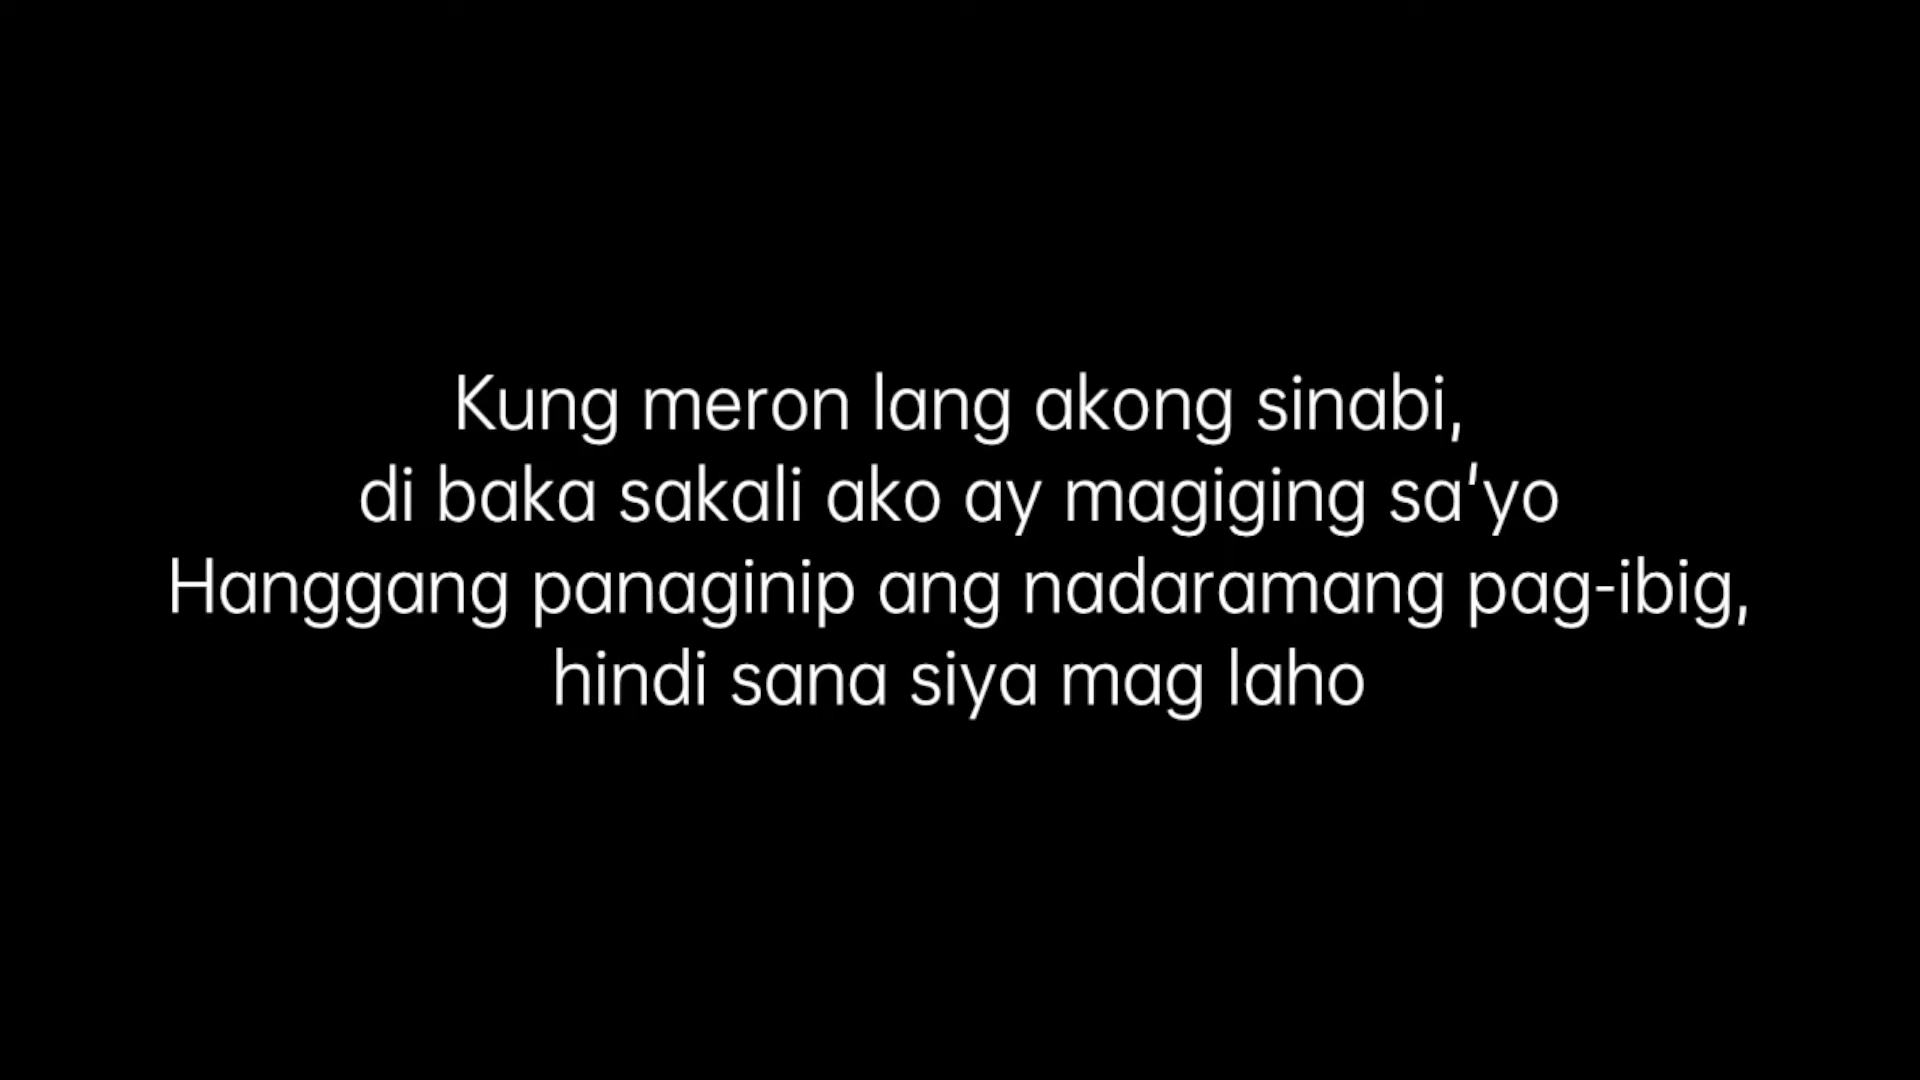 Kung meron lang akong sinabi,
di baka sakali ako ay magiging sa'yo
Hanggang panaginip ang nadaramang pag-ibig,
hindi sana siya mag laho